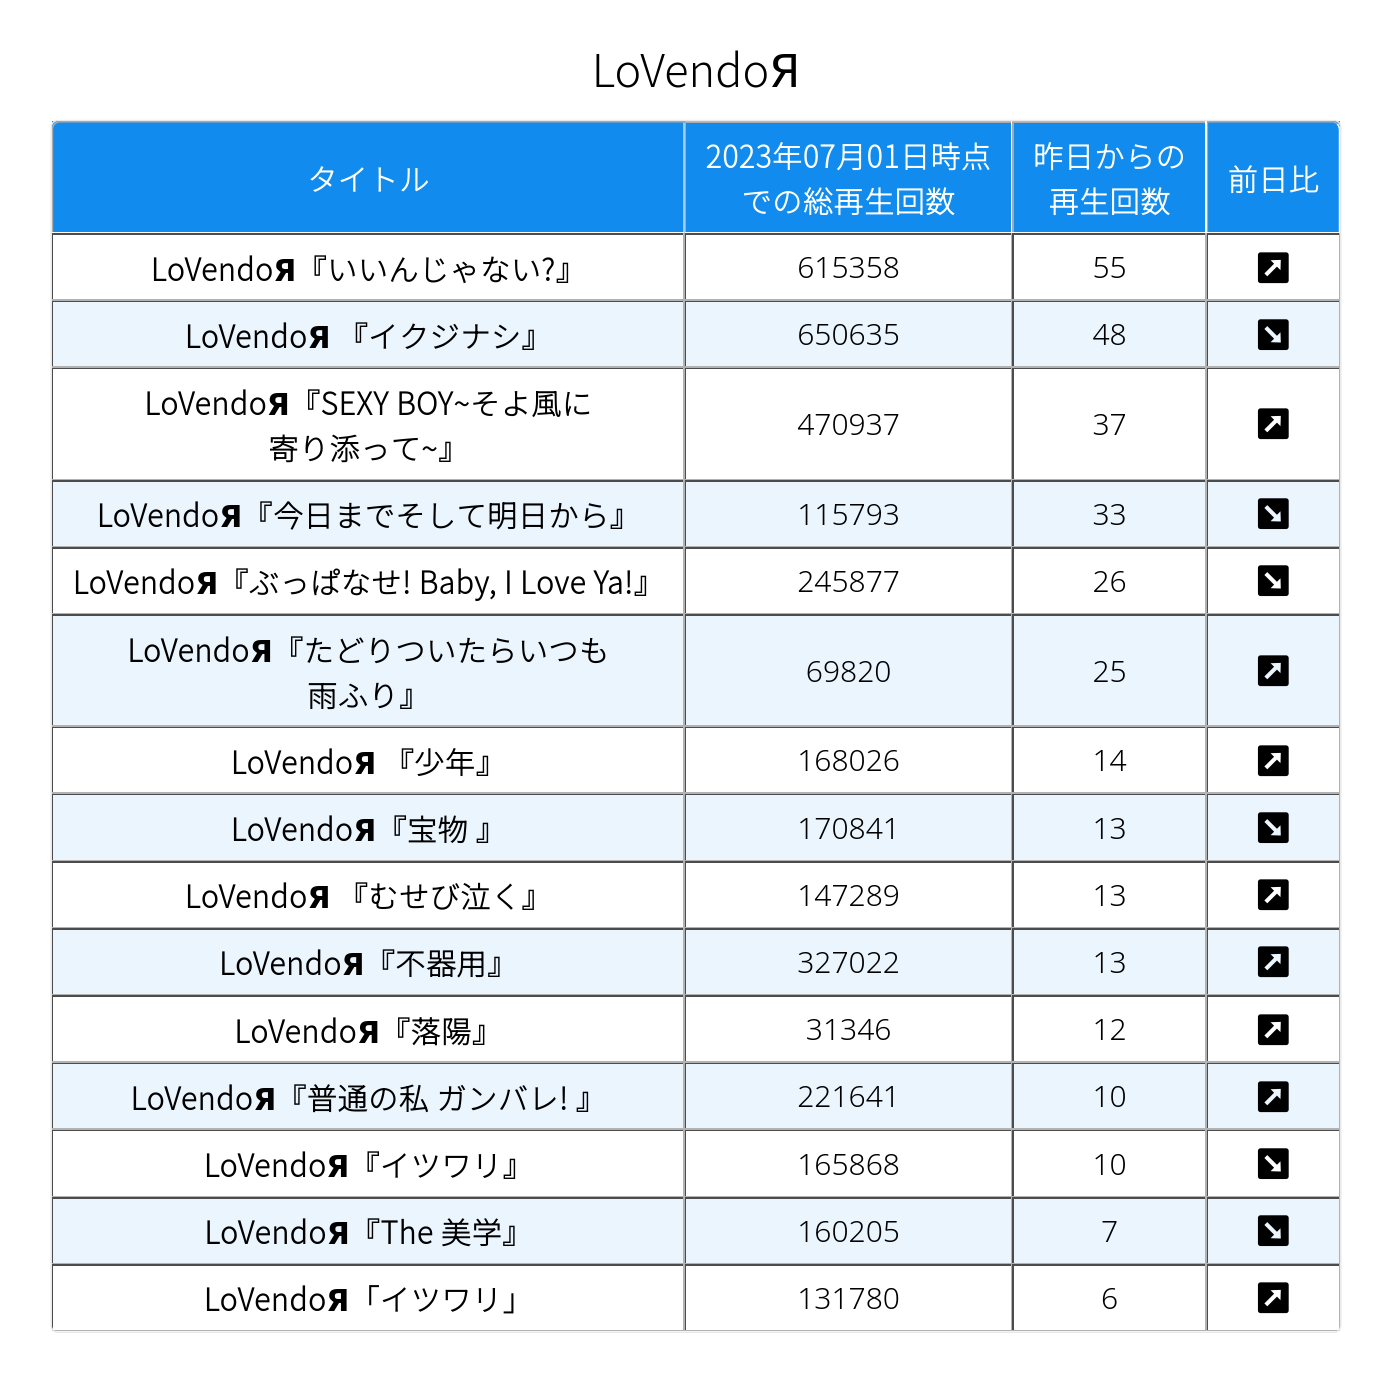 LoVendoЯ
タイトル
2023年07月01日時点
での総再生回数
昨日からの
再生回数
前日比
LoVendoЯ『いいんじゃない?』 615358 55 ↗
LoVendoЯ 『イクジナシ』 650635 48 ↘
LoVendoЯ『SEXY BOY~そよ風に
寄り添って~』 470937 37 ↗
LoVendoЯ『今日までそして明日から』 115793 33 ↘
LoVendoЯ『ぶっぱなせ! Baby, I Love Ya!』 245877 26 ↘
LoVendoЯ『たどりついたらいつも
雨ふり』 69820 25 ↗
LoVendoЯ 『少年』 168026 14 ↗
LoVendoЯ『宝物 』 170841 13 ↘
LoVendoЯ 『むせび泣く』 147289 13 ↗
LoVendoЯ『不器用』 327022 13 ↗
LoVendoЯ『落陽』 31346 12 ↗
LoVendoЯ『普通の私 ガンバレ! 』 221641 10 ↗
LoVendoЯ『イツワリ』 165868 10 ↘
LoVendoЯ『The 美学』 160205 7 ↘
LoVendoЯ「イツワリ」 131780 6 ↗